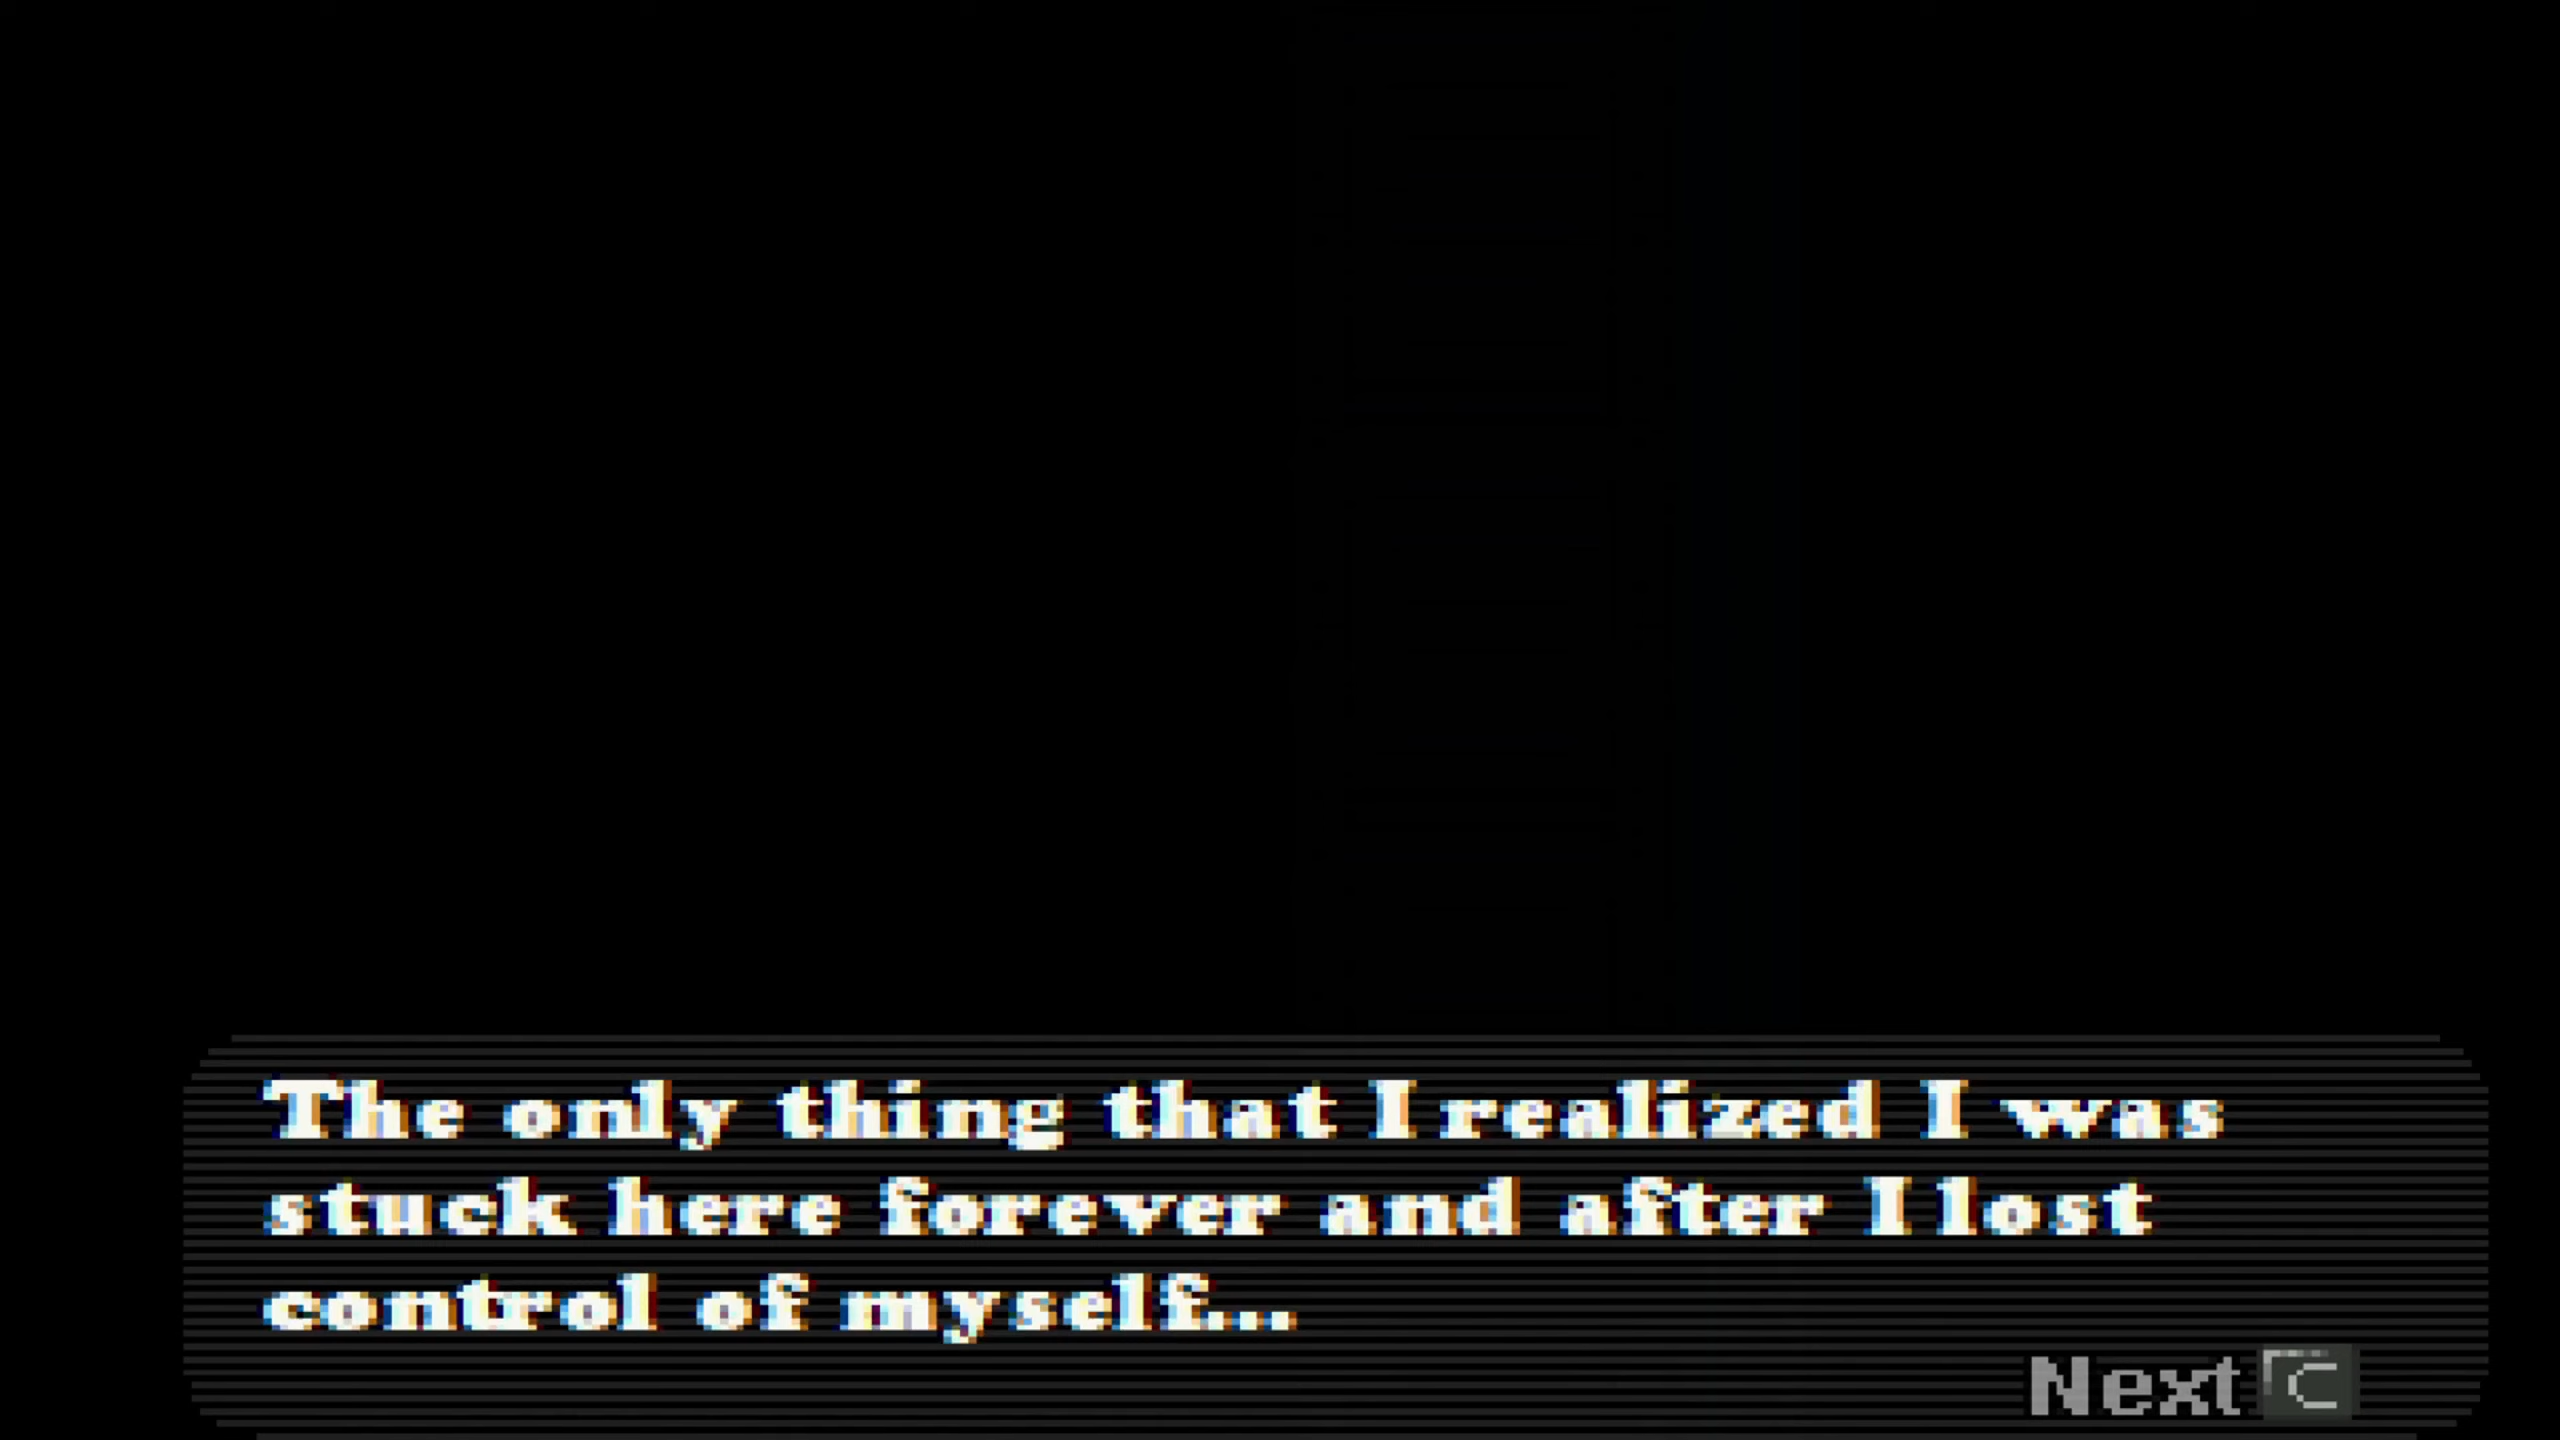 The only thing that I realized I was
stuck here forever and after I lost
control of myself...
Next C